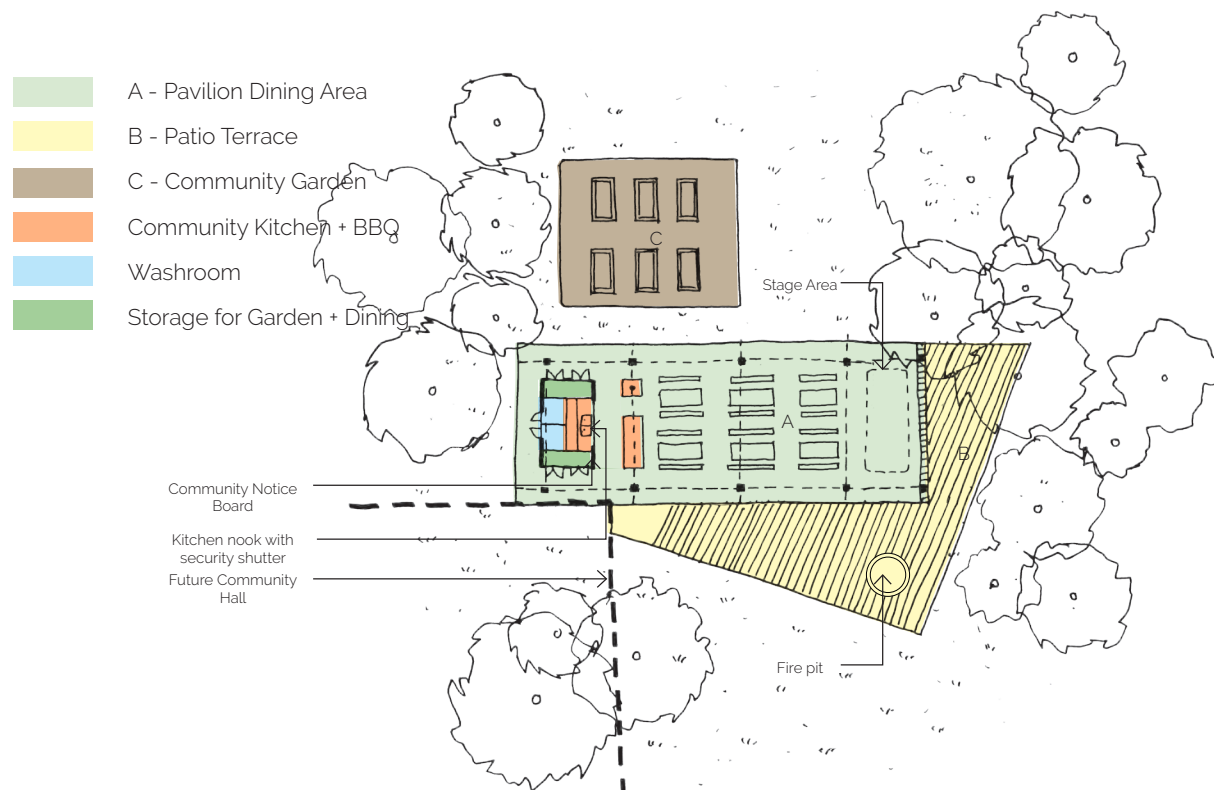 A - Pavilion Dining Area
B - Patio Terrace
C - Community Garden
Community Kitchen + BBQ
Washroom
Storage for Garden + Dining
C
Stage Area
A
B
Community Notice
Board
Kitchen nook with
security shutter
Future Community
Hall
Fire pit